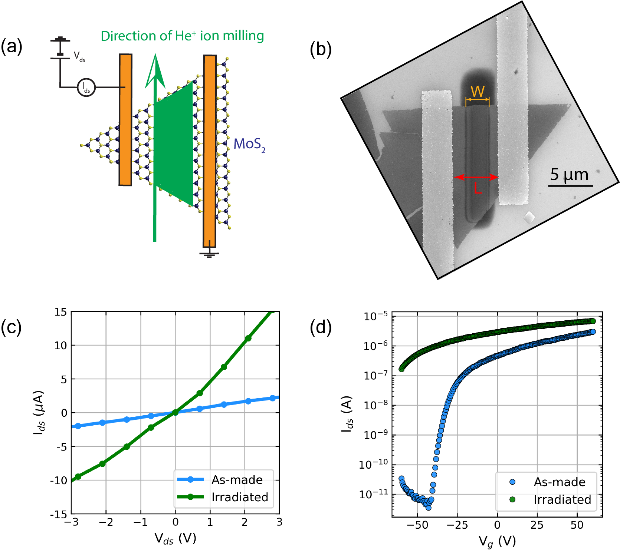 (a)
Direction of He⁺ ion milling
V_ds
I_ds
MoS₂
(b)
W
L
5 μm
(c)
15
10
5
0
-5
-10
-15
I_ds (μA)
−3 −2 −1 0 1 2 3
V_ds (V)
As-made
Irradiated
(d)
10⁻⁵
10⁻⁶
10⁻⁷
10⁻⁸
10⁻⁹
10⁻¹⁰
10⁻¹¹
I_ds (A)
−50 −25 0 25 50
V_g (V)
As-made
Irradiated